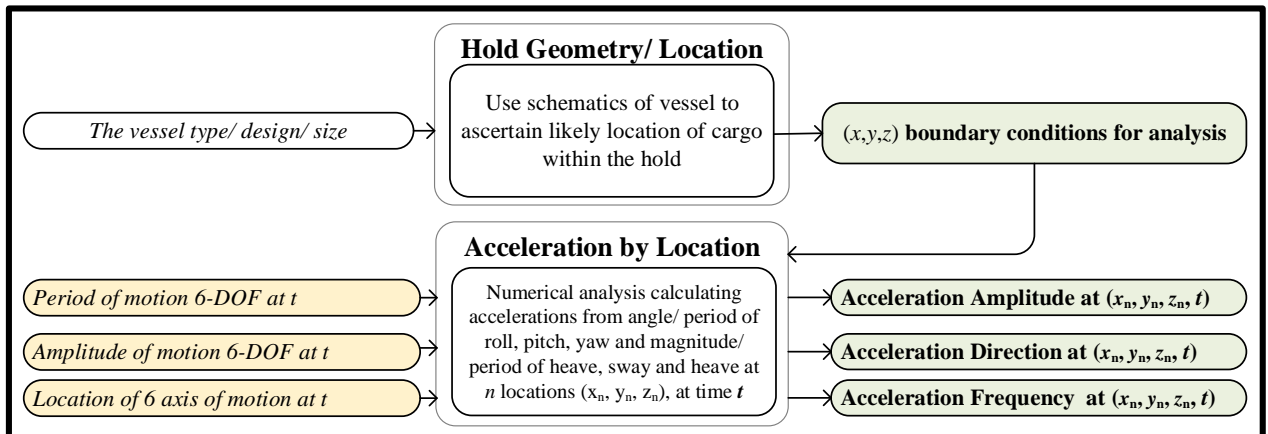 Hold Geometry/ Location
The vessel type/ design/ size
Use schematics of vessel to
ascertain likely location of cargo
within the hold
(x,y,z) boundary conditions for analysis
Acceleration by Location
Period of motion 6-DOF at t
Amplitude of motion 6-DOF at t
Location of 6 axis of motion at t
Numerical analysis calculating
accelerations from angle/ period of
roll, pitch, yaw and magnitude/
period of heave, sway and heave at
n locations (xn, yn, zn), at time t
Acceleration Amplitude at (xn, yn, zn, t)
Acceleration Direction at (xn, yn, zn, t)
Acceleration Frequency at (xn, yn, zn, t)